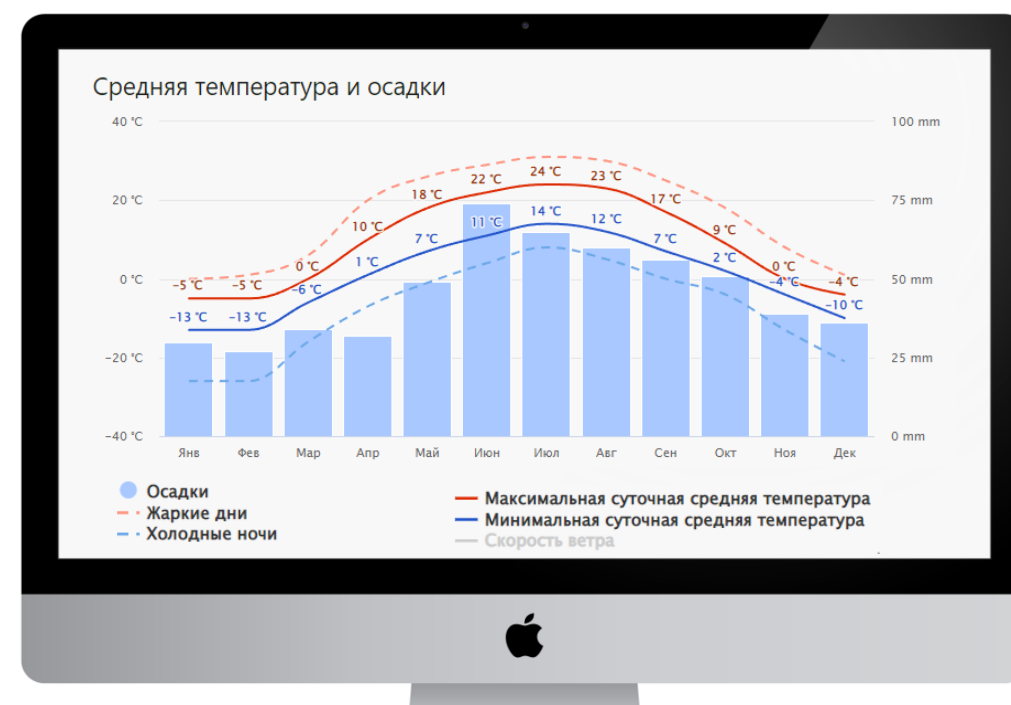 Средняя температура и осадки
40 °C
100 mm
24 °C
22 °C
23 °C
20 °C
18 °C
17 °C
75 mm
14 °C
11 °C
12 °C
10 °C
9 °C
7 °C
7 °C
1 °C
2 °C
0 °C
0 °C
0 °C
50 mm
−5 °C
−5 °C
−6 °C
−4 °C
−4 °C
−13 °C
−13 °C
−10 °C
−20 °C
25 mm
−40 °C
0 mm
Янв Фев Мар Апр Май Июн Июл Авг Сен Окт Ноя Дек
Осадки
Жаркие дни
Холодные ночи
Максимальная суточная средняя температура
Минимальная суточная средняя температура
Скорость ветра